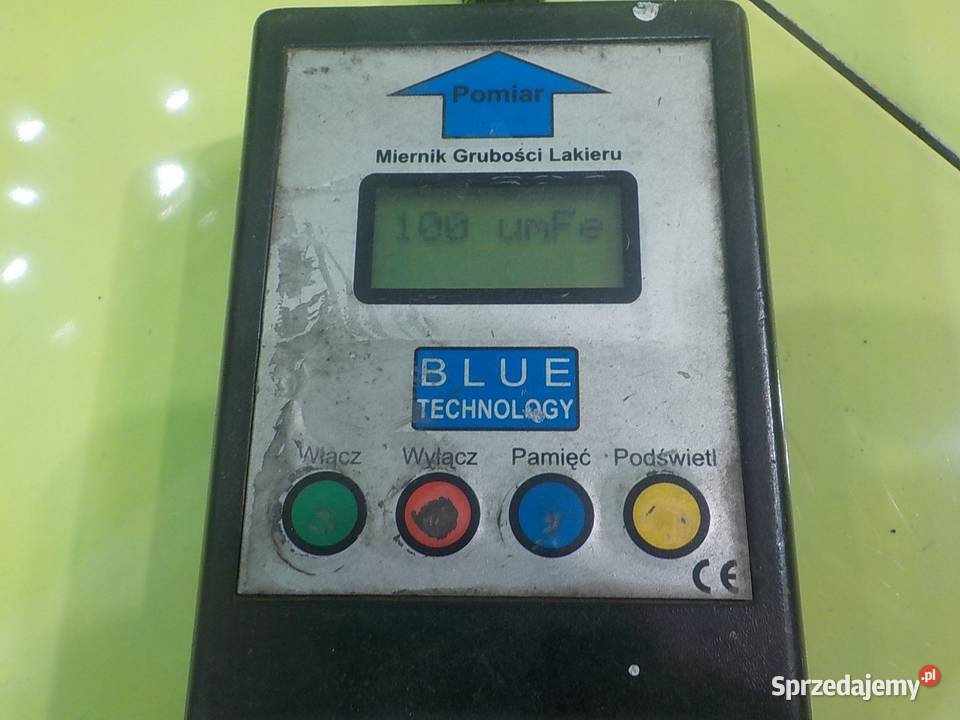 Pomiar
Miernik Grubości Lakieru
100 umFe
BLUE
TECHNOLOGY
Włącz Wyłącz Pamięć Podświetl
CE
Sprzedajemy.pl